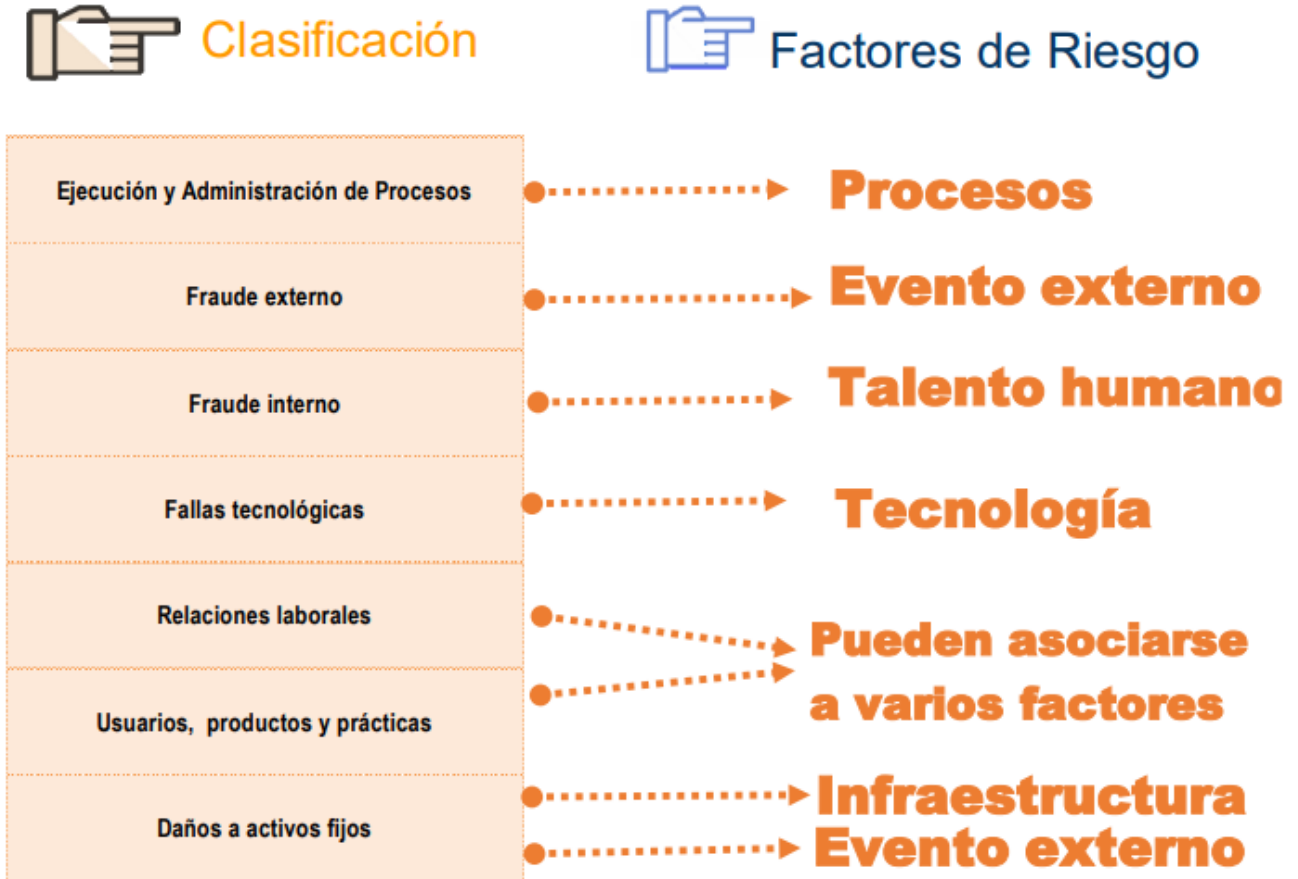 Clasificación
Factores de Riesgo
Ejecución y Administración de Procesos
Procesos
Fraude externo
Evento externo
Fraude interno
Talento humano
Fallas tecnológicas
Tecnología
Relaciones laborales
Usuarios, productos y prácticas
Pueden asociarse
a varios factores
Daños a activos fijos
Infraestructura
Evento externo